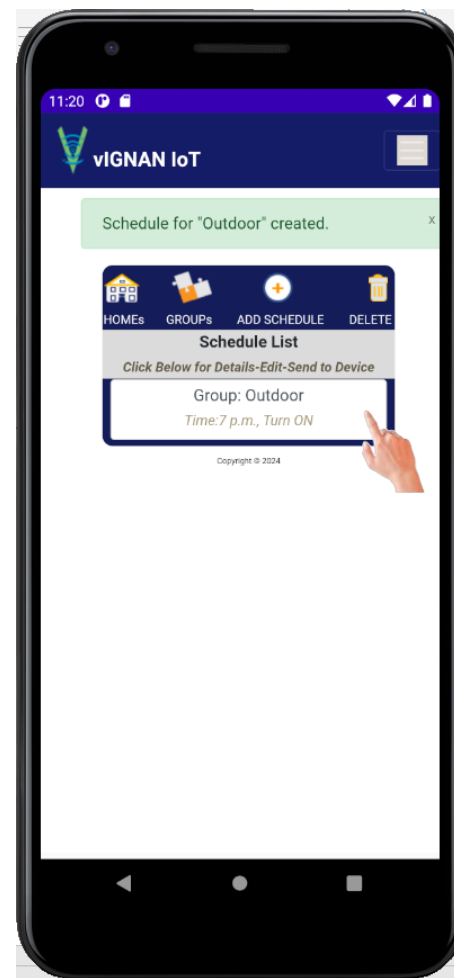 11:20
vIGNAN IoT
Schedule for "Outdoor" created.
x
HOMEs GROUPs ADD SCHEDULE DELETE
Schedule List
Click Below for Details-Edit-Send to Device
Group: Outdoor
Time:7 p.m., Turn ON
Copyright © 2024